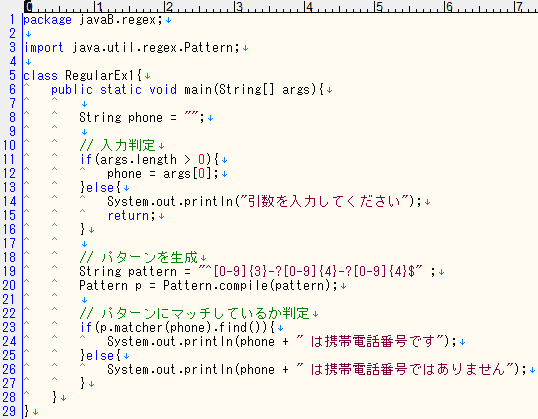 0 1 2 3 4 5 6 7
1 package javaB.regex;↓
2 ↓
3 import java.util.regex.Pattern;↓
4 ↓
5 class RegularEx1{↓
6 ^ public static void main(String[] args){↓
7 ^ ^ ↓
8 ^ ^ String phone = "";↓
9 ^ ^ ↓
10 ^ ^ // 入力判定↓
11 ^ ^ if(args.length > 0){↓
12 ^ ^ ^ phone = args[0];↓
13 ^ ^ }else{↓
14 ^ ^ ^ System.out.println("引数を入力してください");↓
15 ^ ^ ^ return;↓
16 ^ ^ }↓
17 ^ ^ ↓
18 ^ ^ // パターンを生成↓
19 ^ ^ String pattern = "^[0-9]{3}-?[0-9]{4}-?[0-9]{4}$" ;↓
20 ^ ^ Pattern p = Pattern.compile(pattern);↓
21 ^ ^ ↓
22 ^ ^ // パターンにマッチしているか判定↓
23 ^ ^ if(p.matcher(phone).find()){↓
24 ^ ^ ^ System.out.println(phone + " は携帯電話番号です");↓
25 ^ ^ }else{↓
26 ^ ^ ^ System.out.println(phone + " は携帯電話番号ではありません");↓
27 ^ ^ }↓
28 ^ }↓
29 }↓